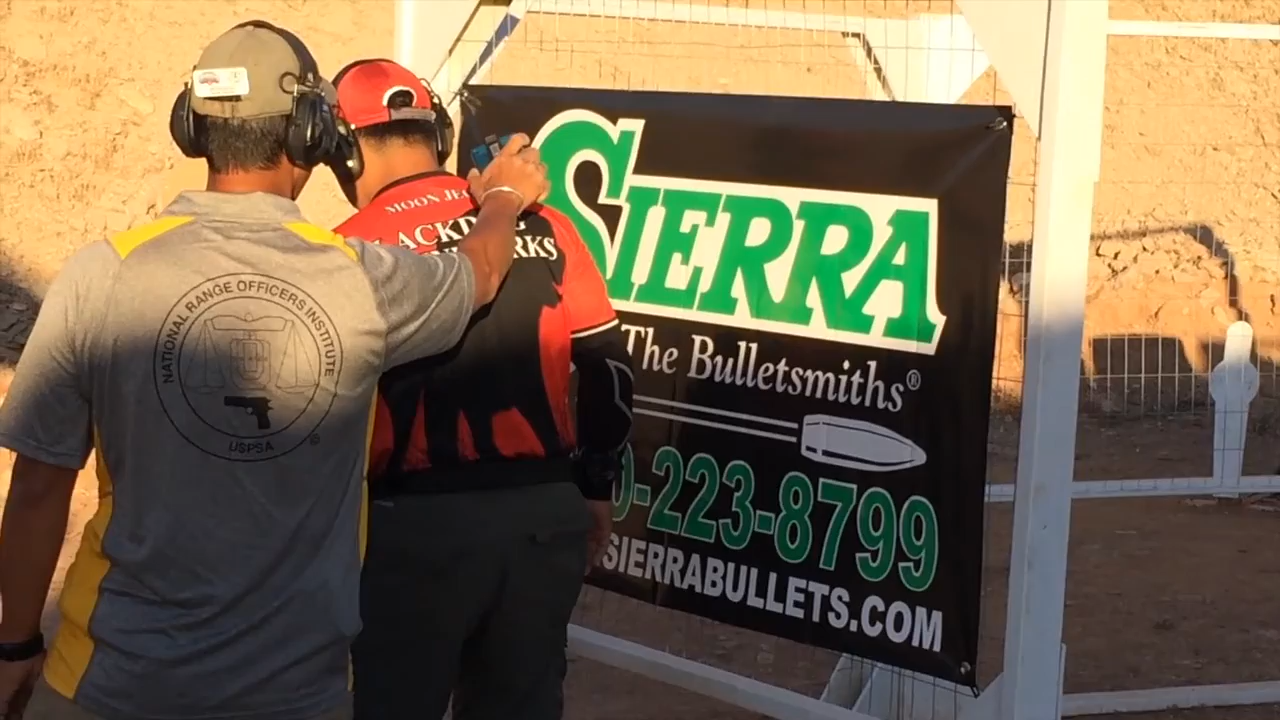 SIERRA
The Bulletsmiths®
0-223-8799
SIERRABULLETS.COM
NATIONAL RANGE OFFICERS INSTITUTE
USPSA
MOON JE